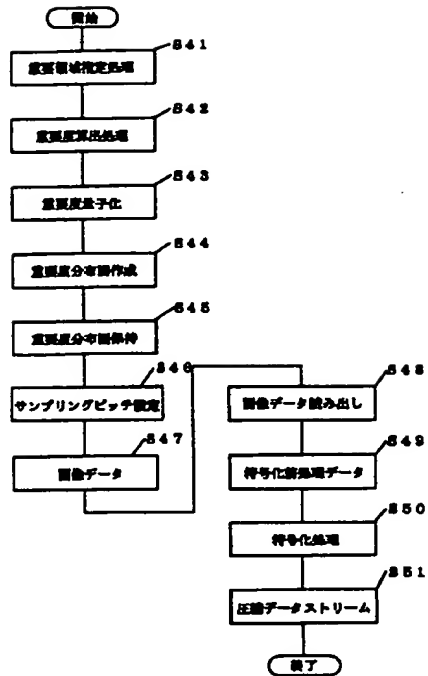 開始
S41
重要領域指定処理
S42
重要度算出処理
S43
重要度量子化
S44
重要度分布図作成
S45
重要度分布図保持
S46
サンプリングピッチ設定
S47
画像データ
S48
画像データ読み出し
S49
符号化前処理データ
S50
符号化処理
S51
圧縮データストリーム
終了